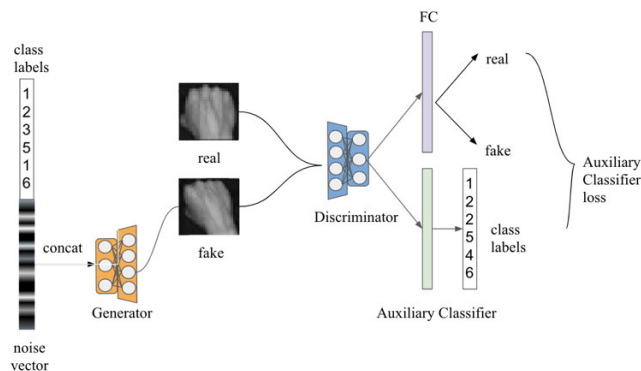 class
labels
1
2
3
5
1
6
concat
noise
vector
Generator
real
fake
Discriminator
FC
real
fake
1
2
2
5
4
6
class
labels
Auxiliary Classifier
Auxiliary
Classifier
loss